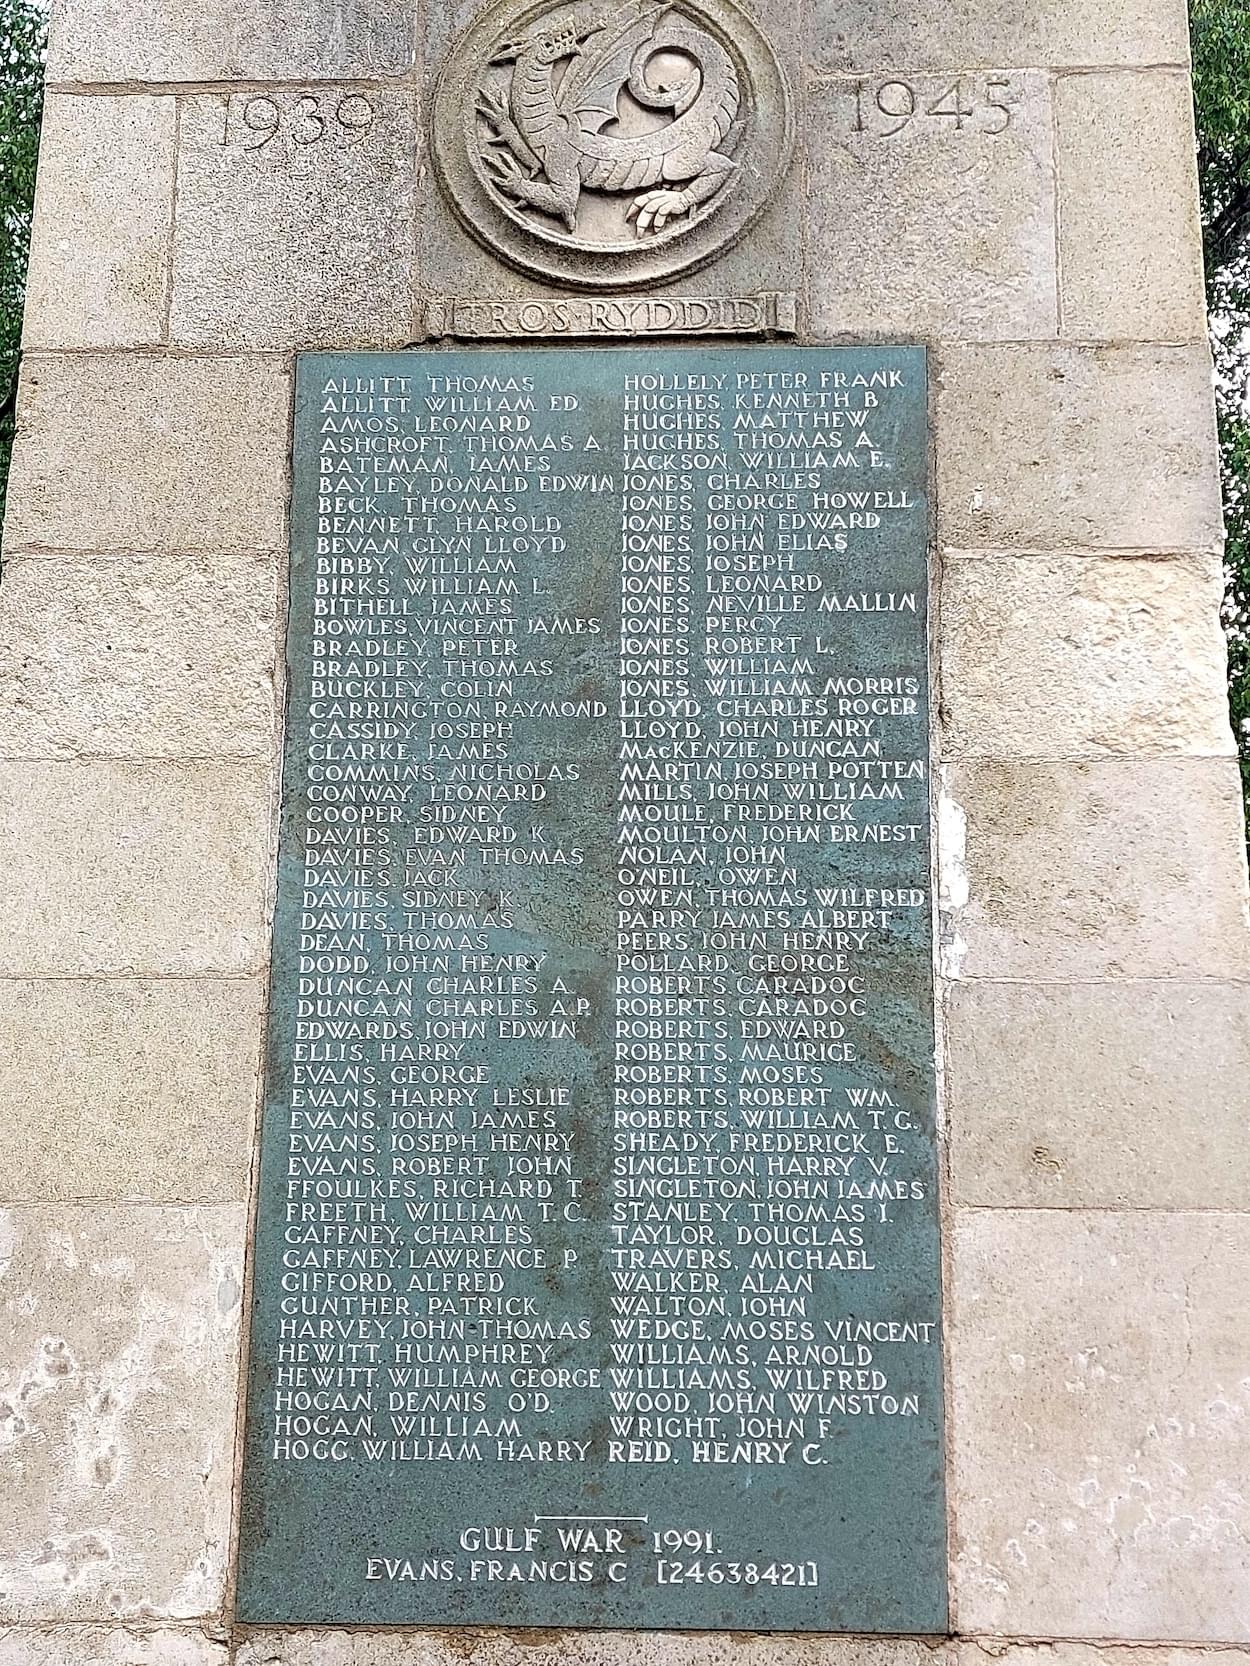 1939 1945
TROS RYDDID
ALLITT THOMAS
ALLITT WILLIAM ED.
AMOS, LEONARD
ASHCROFT, THOMAS A.
BATEMAN, JAMES
BAYLEY, DONALD EDWIN
BECK, THOMAS
BENNETT, HAROLD
BEVAN, GLYN LLOYD
BIBBY, WILLIAM
BIRKS, WILLIAM L.
BITHELL, JAMES
BOWLES, VINCENT JAMES
BRADLEY, PETER
BRADLEY, THOMAS
BUCKLEY, COLIN
CARRINGTON RAYMOND
CASSIDY, JOSEPH
CLARKE, JAMES
COMMINS, NICHOLAS
CONWAY, LEONARD
COOPER, SIDNEY
DAVIES, EDWARD K.
DAVIES, EVAN THOMAS
DAVIES, JACK
DAVIES, SIDNEY K.
DAVIES, THOMAS
DEAN, THOMAS
DODD, JOHN HENRY
DUNCAN CHARLES A.
DUNCAN CHARLES A.P.
EDWARDS, JOHN EDWIN
ELLIS, HARRY
EVANS, GEORGE
EVANS, HARRY LESLIE
EVANS, JOHN JAMES
EVANS, JOSEPH HENRY
EVANS, ROBERT JOHN
FFOULKES, RICHARD T.
FREETH, WILLIAM T.C.
GAFFNEY, CHARLES
GAFFNEY, LAWRENCE P.
GIFFORD, ALFRED
GUNTHER, PATRICK
HARVEY, JOHN THOMAS
HEWITT, HUMPHREY
HEWITT, WILLIAM GEORGE
HOGAN, DENNIS O'D.
HOGAN, WILLIAM
HOGG, WILLIAM HARRY
HOLLELY, PETER FRANK
HUGHES, KENNETH B
HUGHES, MATTHEW
HUGHES, THOMAS A.
JACKSON, WILLIAM E.
JONES, CHARLES
JONES, GEORGE HOWELL
JONES, JOHN EDWARD
JONES, JOHN ELIAS
JONES, JOSEPH
JONES, LEONARD
JONES, NEVILLE MALLIN
JONES, PERCY
JONES, ROBERT L.
JONES, WILLIAM
JONES, WILLIAM MORRIS
LLOYD, CHARLES ROGER
LLOYD, JOHN HENRY
MacKENZIE, DUNCAN
MARTIN, JOSEPH POTTEN
MILLS, JOHN WILLIAM
MOULE, FREDERICK
MOULTON, JOHN ERNEST
NOLAN, JOHN
O'NEIL, OWEN
OWEN, THOMAS WILFRED
PARRY JAMES ALBERT
PEERS, JOHN HENRY
POLLARD, GEORGE
ROBERTS, CARADOC
ROBERTS, CARADOC
ROBERTS, EDWARD
ROBERTS, MAURICE
ROBERTS, MOSES
ROBERTS, ROBERT WM.
ROBERTS, WILLIAM T.G.
SHEADY, FREDERICK E.
SINGLETON, HARRY V.
SINGLETON, JOHN JAMES
STANLEY, THOMAS I.
TAYLOR, DOUGLAS
TRAVERS, MICHAEL
WALKER, ALAN
WALTON, JOHN
WEDGE, MOSES VINCENT
WILLIAMS, ARNOLD
WILLIAMS, WILFRED
WOOD, JOHN WINSTON
WRIGHT, JOHN F.
REID, HENRY C.
GULF WAR 1991.
EVANS, FRANCIS C [24638421]